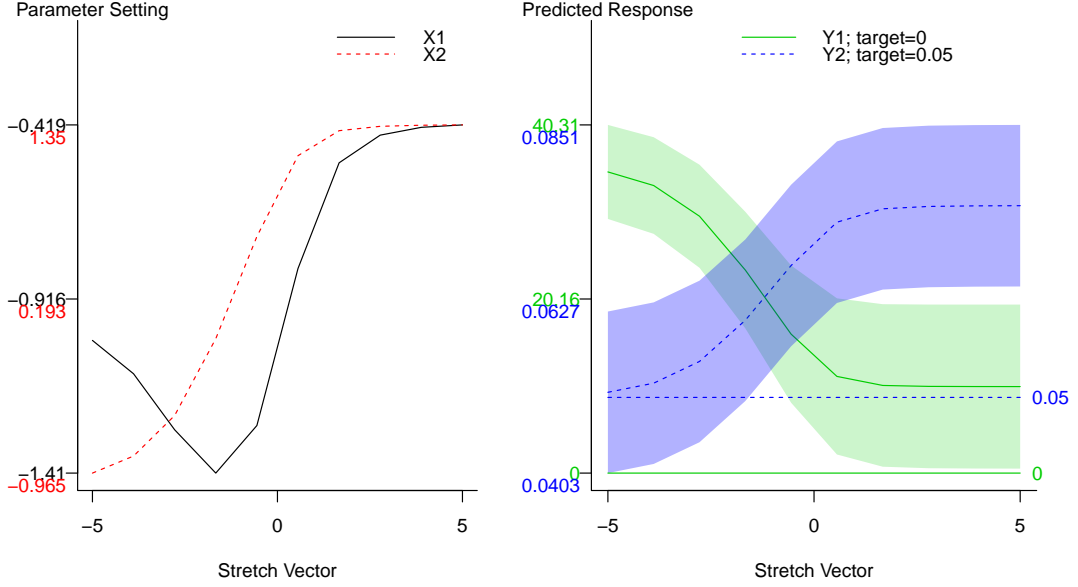 Parameter Setting
X1
X2
−0.419
1.35
−0.916
0.193
−1.41
−0.965
−5
0
5
Stretch Vector
Predicted Response
Y1; target=0
Y2; target=0.05
40.31
0.0851
20.16
0.0627
0
0.0403
0.05
0
−5
0
5
Stretch Vector